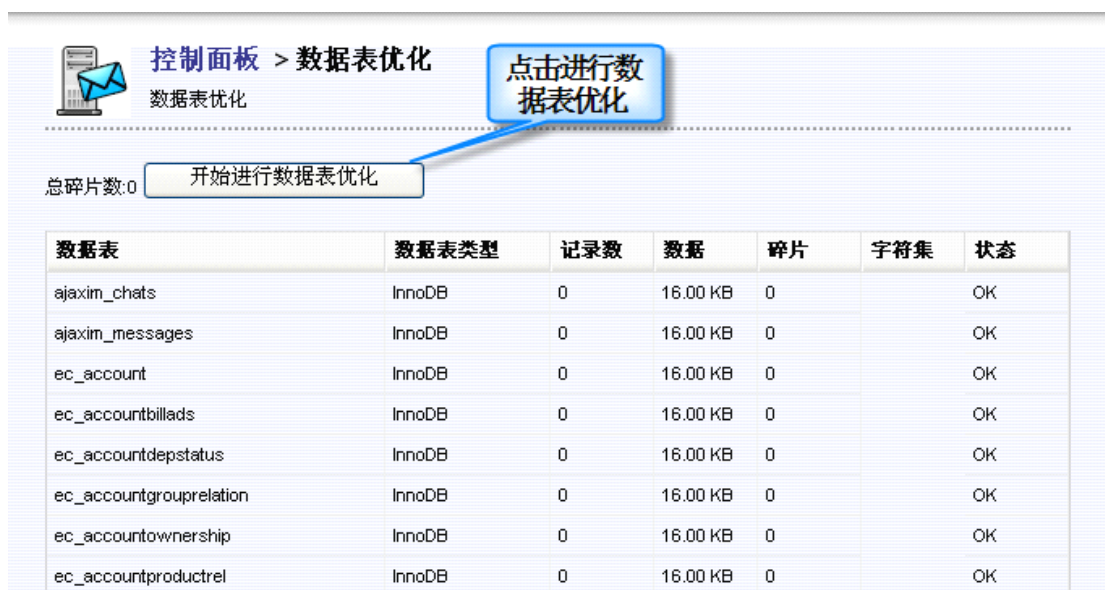 控制面板 > 数据表优化
数据表优化
点击进行数
据表优化
总碎片数:0 开始进行数据表优化
数据表 数据表类型 记录数 数据 碎片 字符集 状态
ajaxim_chats InnoDB 0 16.00 KB 0 OK
ajaxim_messages InnoDB 0 16.00 KB 0 OK
ec_account InnoDB 0 16.00 KB 0 OK
ec_accountbillads InnoDB 0 16.00 KB 0 OK
ec_accountdepstatus InnoDB 0 16.00 KB 0 OK
ec_accountgrouprelation InnoDB 0 16.00 KB 0 OK
ec_accountownership InnoDB 0 16.00 KB 0 OK
ec_accountproductrel InnoDB 0 16.00 KB 0 OK